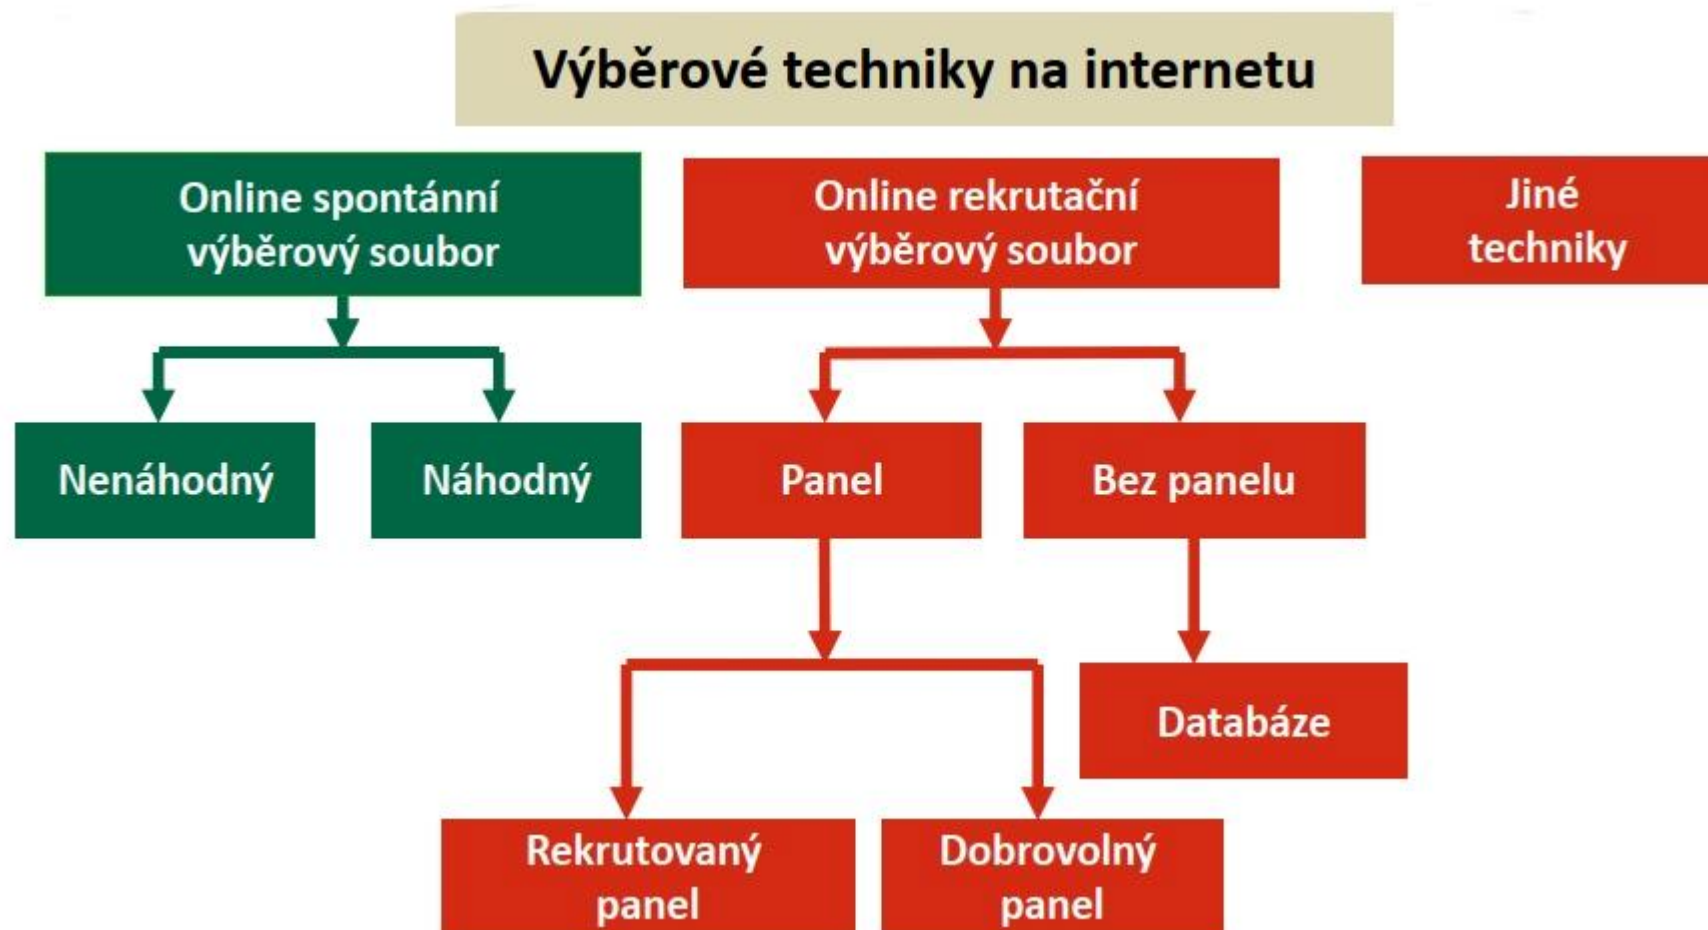 Výběrové techniky na internetu
Online spontánní
výběrový soubor
Online rekrutační
výběrový soubor
Jiné
techniky
Nenáhodný
Náhodný
Panel
Bez panelu
Databáze
Rekrutovaný
panel
Dobrovolný
panel